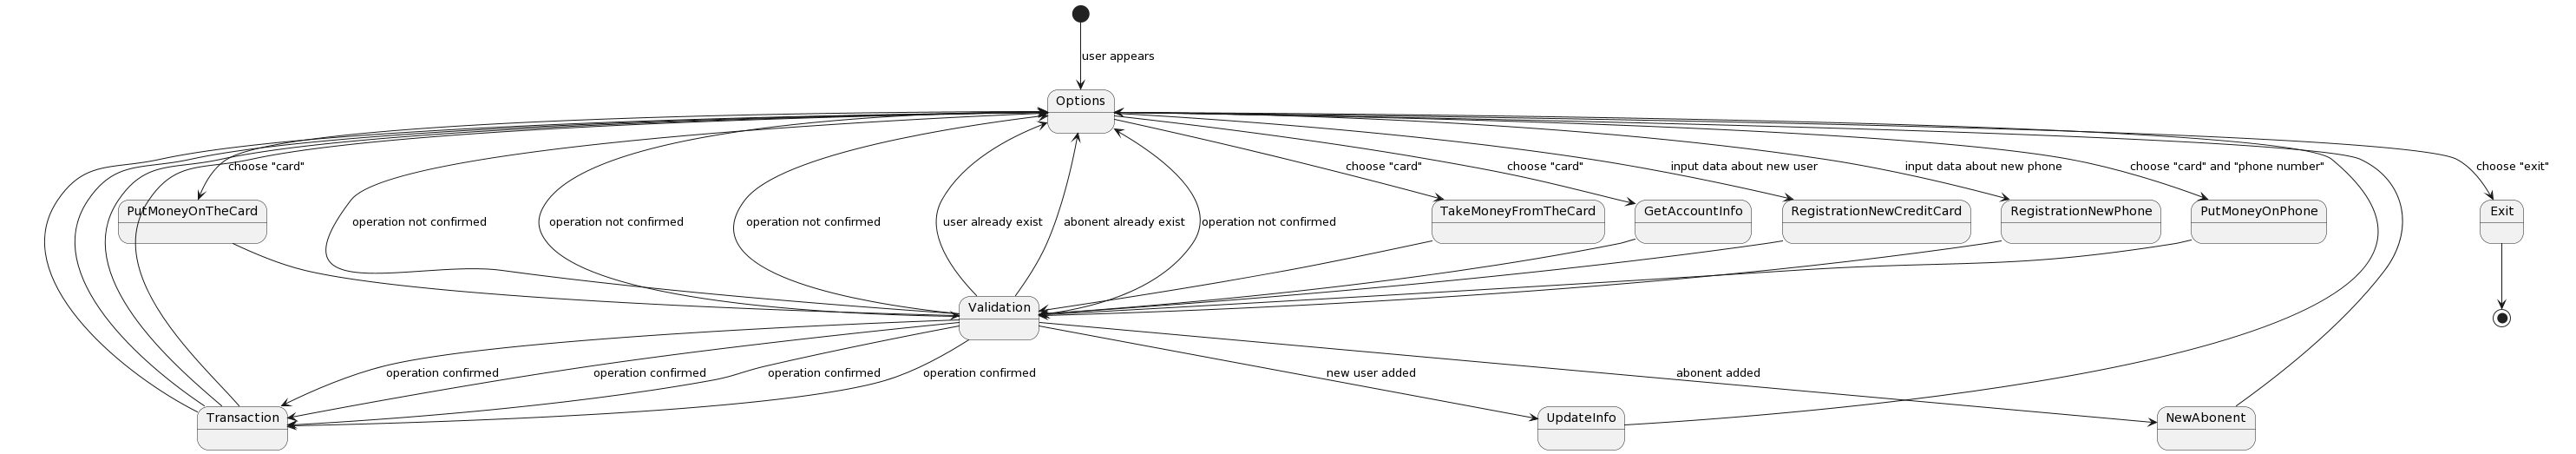 user appears
Options
choose "card"
choose "card"
choose "card"
input data about new user
input data about new phone
choose "card" and "phone number"
choose "exit"
PutMoneyOnTheCard
operation not confirmed
operation not confirmed
operation not confirmed
user already exist
abonent already exist
operation not confirmed
TakeMoneyFromTheCard
GetAccountInfo
RegistrationNewCreditCard
RegistrationNewPhone
PutMoneyOnPhone
Exit
Validation
operation confirmed
operation confirmed
operation confirmed
operation confirmed
new user added
abonent added
Transaction
UpdateInfo
NewAbonent